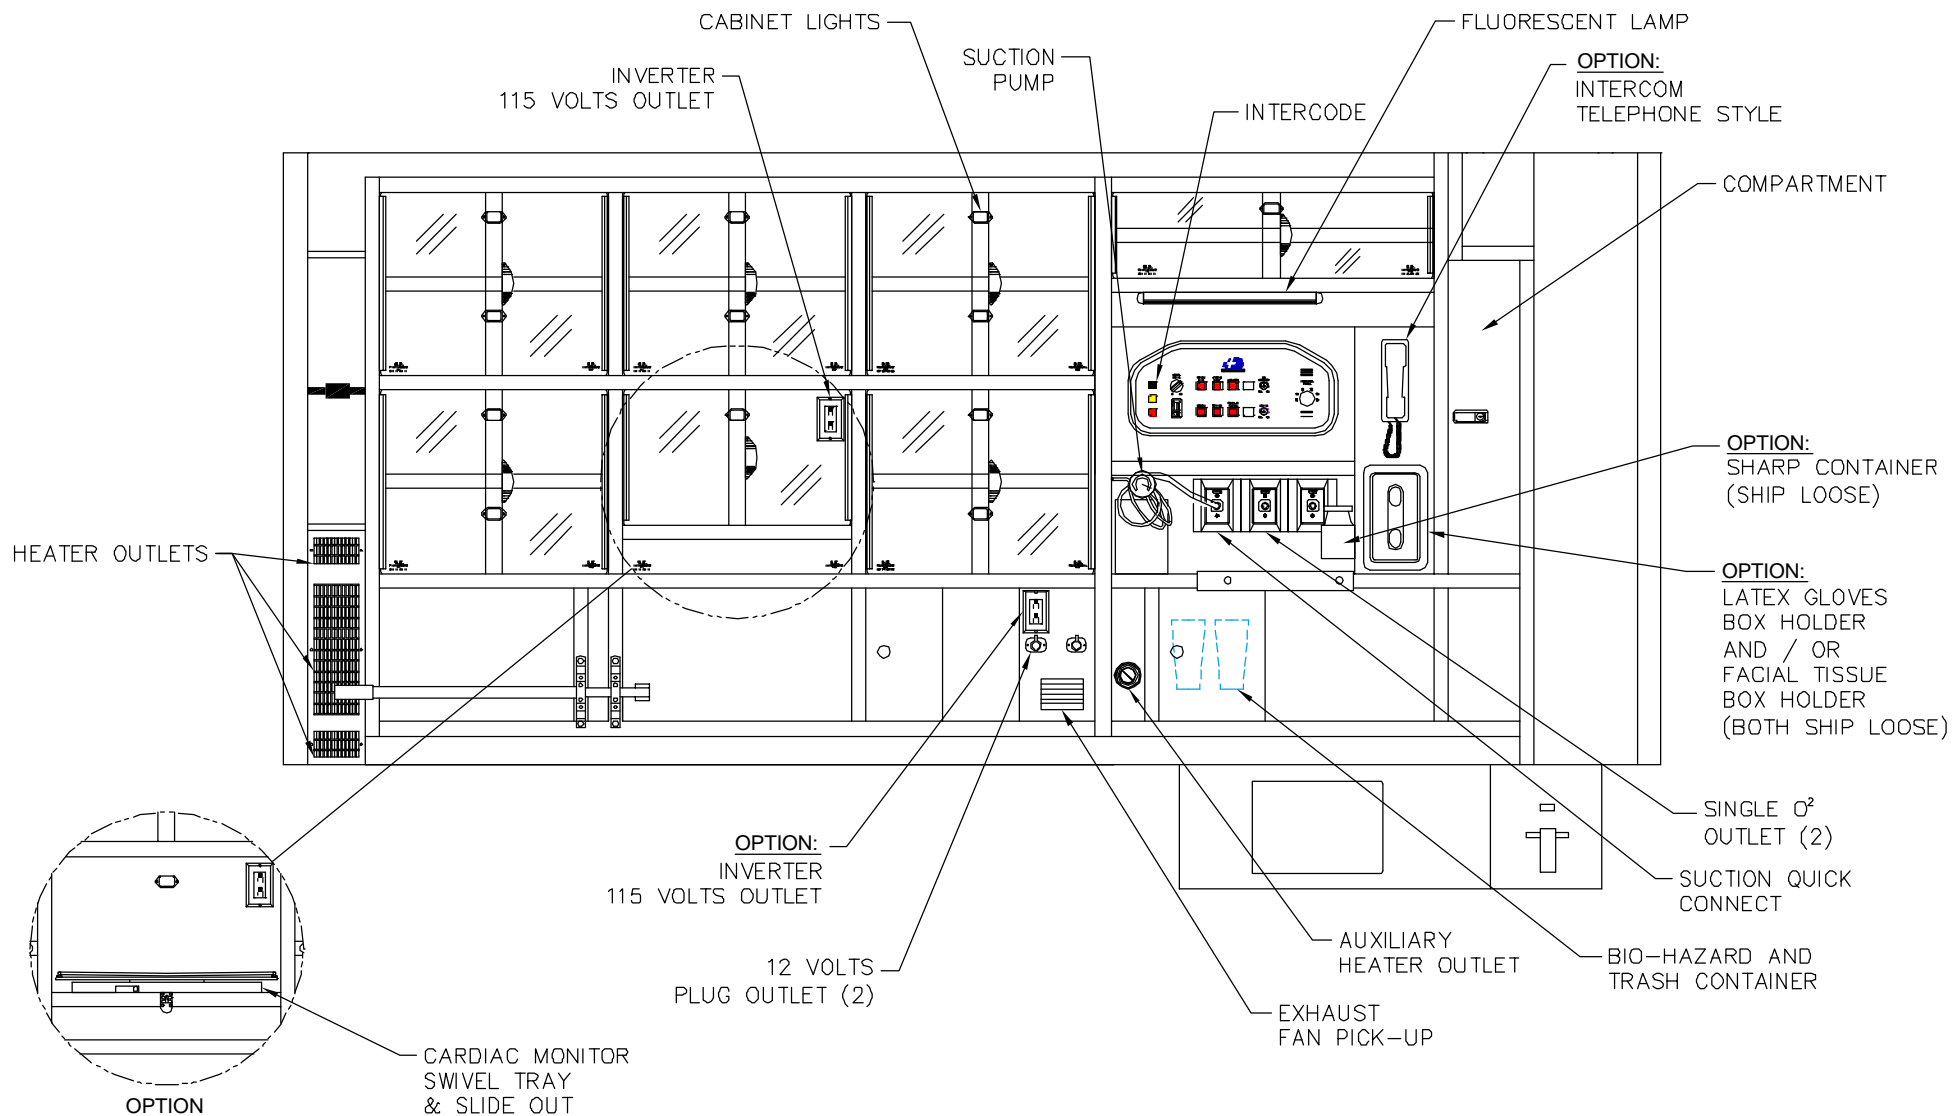 CABINET LIGHTS
FLUORESCENT LAMP
SUCTION
PUMP
OPTION:
INTERCOM
TELEPHONE STYLE
INVERTER
115 VOLTS OUTLET
INTERCODE
COMPARTMENT
OPTION:
SHARP CONTAINER
(SHIP LOOSE)
HEATER OUTLETS
OPTION:
LATEX GLOVES
BOX HOLDER
AND / OR
FACIAL TISSUE
BOX HOLDER
(BOTH SHIP LOOSE)
SINGLE O²
OUTLET (2)
OPTION:
INVERTER
115 VOLTS OUTLET
SUCTION QUICK
CONNECT
AUXILIARY
HEATER OUTLET
BIO-HAZARD AND
TRASH CONTAINER
12 VOLTS
PLUG OUTLET (2)
EXHAUST
FAN PICK-UP
CARDIAC MONITOR
SWIVEL TRAY
& SLIDE OUT
OPTION